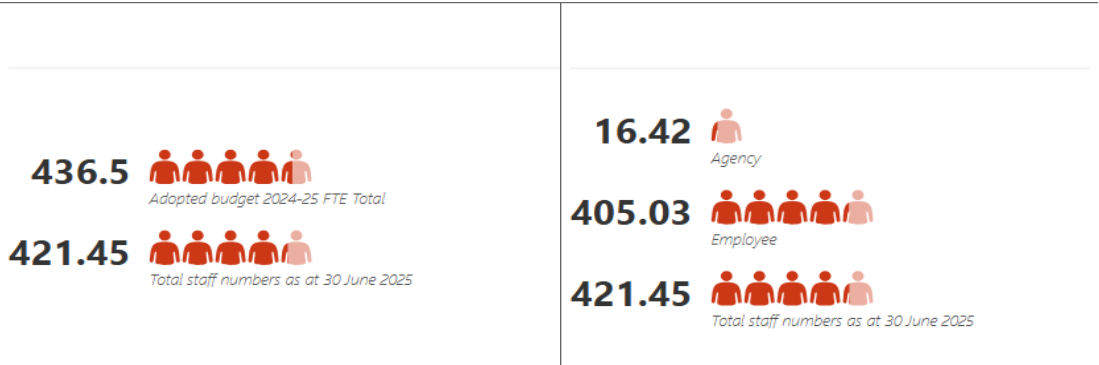 436.5
Adopted budget 2024-25 FTE Total
421.45
Total staff numbers as at 30 June 2025
16.42
Agency
405.03
Employee
421.45
Total staff numbers as at 30 June 2025